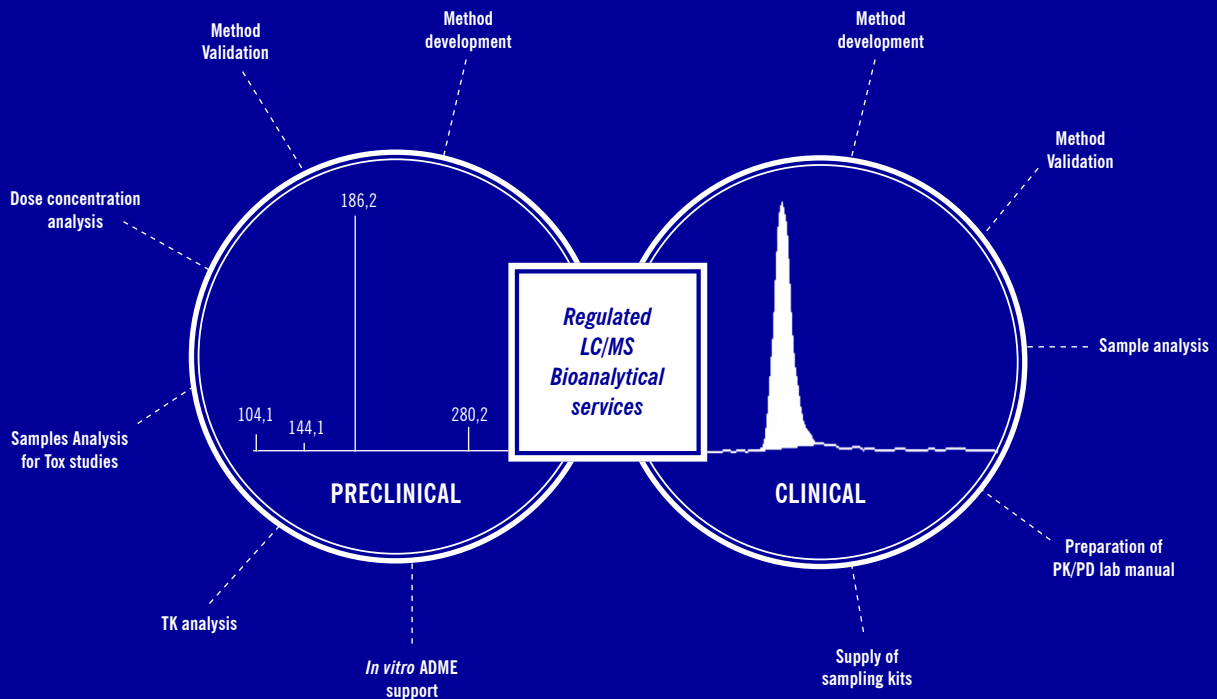 Method
Validation
Method
development
Dose concentration
analysis
Samples Analysis
for Tox studies
TK analysis
In vitro ADME
support
186,2
104,1
144,1
280,2
PRECLINICAL
Regulated
LC/MS
Bioanalytical
services
Method
development
Method
Validation
Sample analysis
Preparation of
PK/PD lab manual
Supply of
sampling kits
CLINICAL